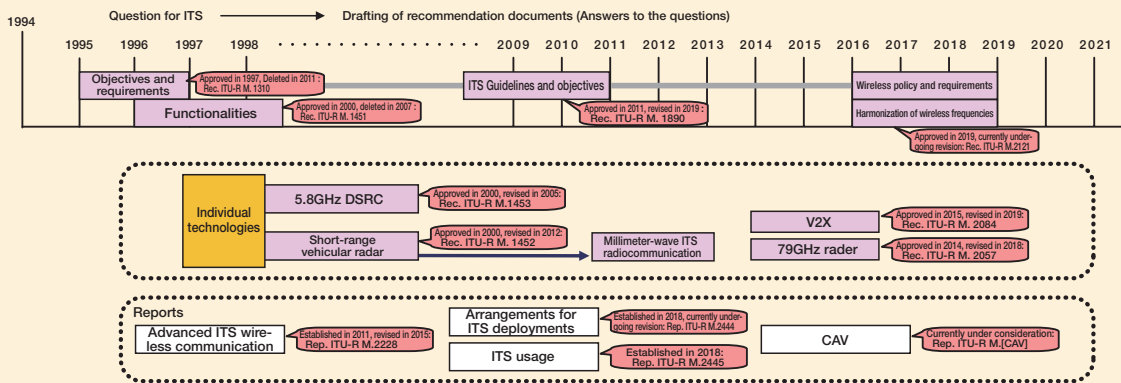 Question for ITS
Drafting of recommendation documents (Answers to the questions)
1994
1995 1996 1997 1998 2009 2010 2011 2012 2013 2014 2015 2016 2017 2018 2019 2020 2021
Objectives and
requirements
Approved in 1997, Deleted in 2011 :
Rec. ITU-R M. 1310
ITS Guidelines and objectives
Wireless policy and requirements
Functionalities
Approved in 2000, deleted in 2007 :
Rec. ITU-R M. 1451
Approved in 2011, revised in 2019 :
Rec. ITU-R M. 1890
Harmonization of wireless frequencies
Approved in 2019, currently under-
going revision: Rec. ITU-R M.2121
Individual
technologies
5.8GHz DSRC
Approved in 2000, revised in 2005:
Rec. ITU-R M.1453
Short-range
vehicular radar
Approved in 2000, revised in 2012:
Rec. ITU-R M. 1452
Millimeter-wave ITS
radiocommunication
V2X
Approved in 2015, revised in 2019:
Rec. ITU-R M. 2084
79GHz rader
Approved in 2014, revised in 2018:
Rec. ITU-R M. 2057
Reports
Advanced ITS wire-
less communication
Established in 2011, revised in 2015:
Rep. ITU-R M.2228
Arrangements for
ITS deployments
Established in 2018, currently under-
going revision: Rep. ITU-R M.2444
ITS usage
Established in 2018:
Rep. ITU-R M.2445
CAV
Currently under consideration:
Rep. ITU-R M.[CAV]